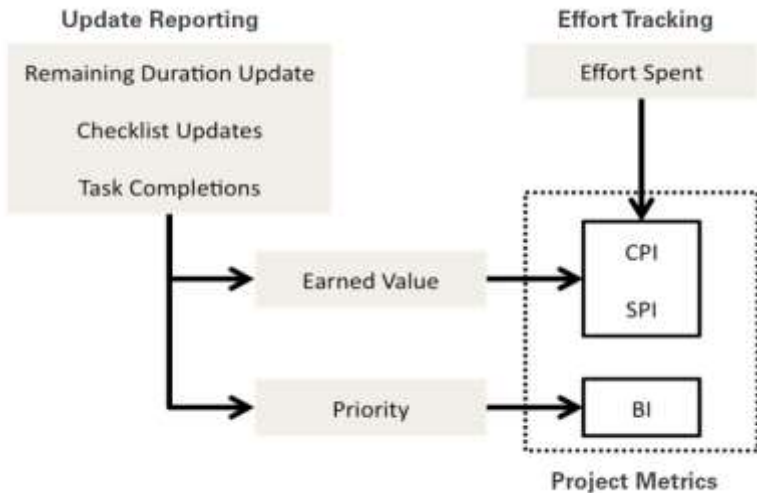 Update Reporting
Effort Tracking
Remaining Duration Update
Checklist Updates
Task Completions
Effort Spent
CPI
SPI
Earned Value
Priority
BI
Project Metrics